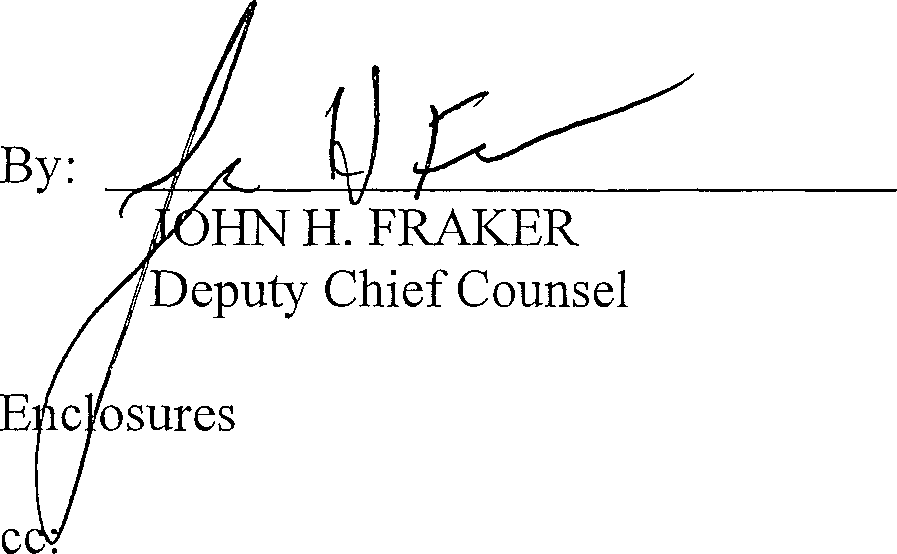 By:
JOHN H. FRAKER
Deputy Chief Counsel
Enclosures
cc: